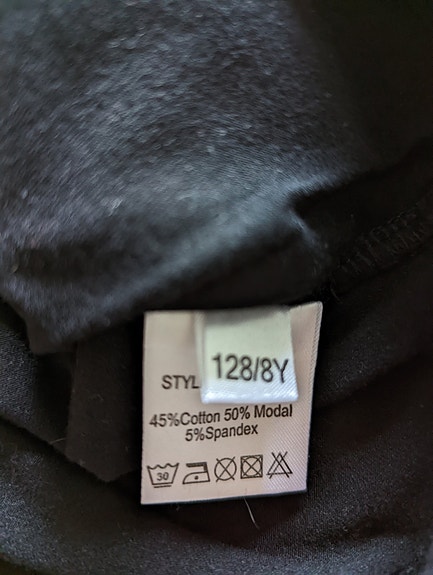 128/8Y
STYL
45%Cotton 50% Modal
5%Spandex
30